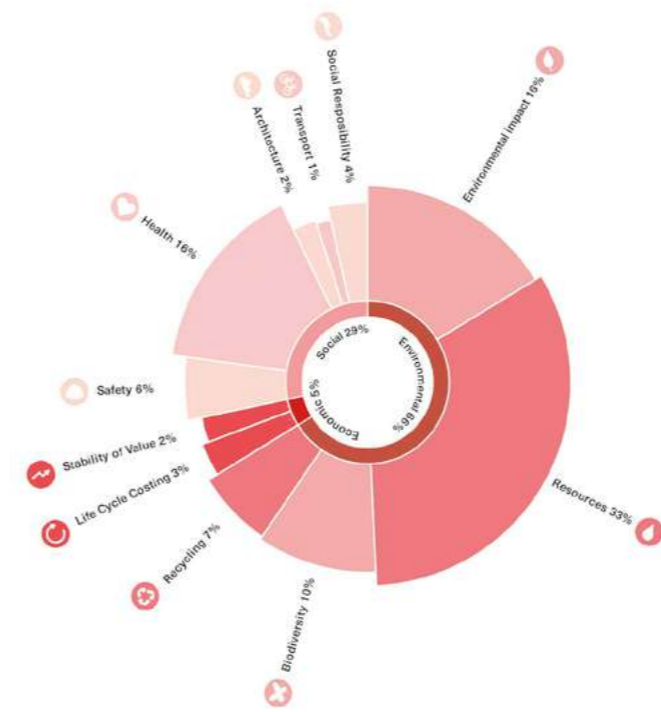 Social Resposibility 4%
Transport 1%
Architecture 2%
Environmental impact 16%
Health 16%
Social 29%
Environmental 66%
Economic 5%
Safety 6%
Stability of Value 2%
Life Cycle Costing 3%
Resources 33%
Recycling 7%
Biodiversity 10%